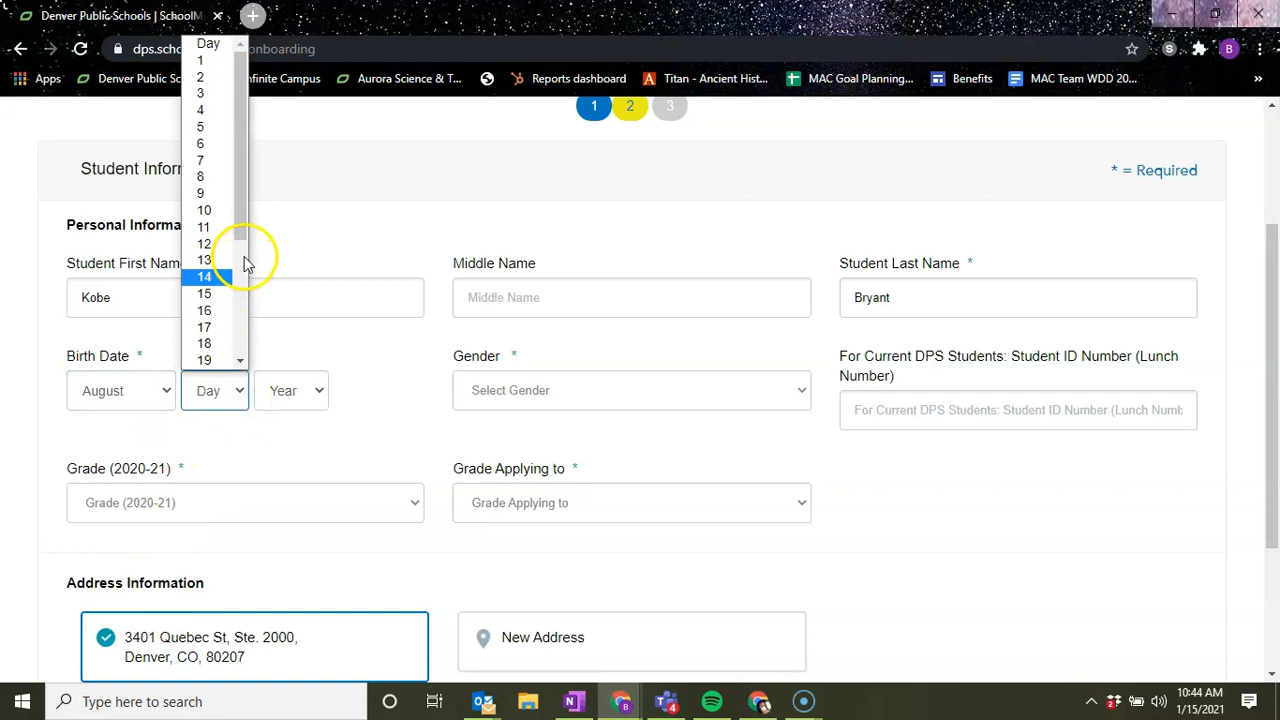 Denver Public Schools | SchoolM
dps.scho
onboarding
S
B
Apps
Denver Public Sc
nfinite Campus
Aurora Science & T...
Reports dashboard
Titan - Ancient Hist...
MAC Goal Planning...
Benefits
MAC Team WDD 20...
»
1 2 3
Student Inform
* = Required
Personal Informa
Student First Nam
Middle Name
Student Last Name *
Kobe
Middle Name
Bryant
Day
1
2
3
4
5
6
7
8
9
10
11
12
13
14
15
16
17
18
19
Birth Date *
Gender *
For Current DPS Students: Student ID Number (Lunch
Number)
August
Day
Year
Select Gender
For Current DPS Students: Student ID Number (Lunch Numb
Grade (2020-21) *
Grade Applying to *
Grade (2020-21)
Grade Applying to
Address Information
3401 Quebec St, Ste. 2000,
Denver, CO, 80207
New Address
Type here to search
10:44 AM
1/15/2021